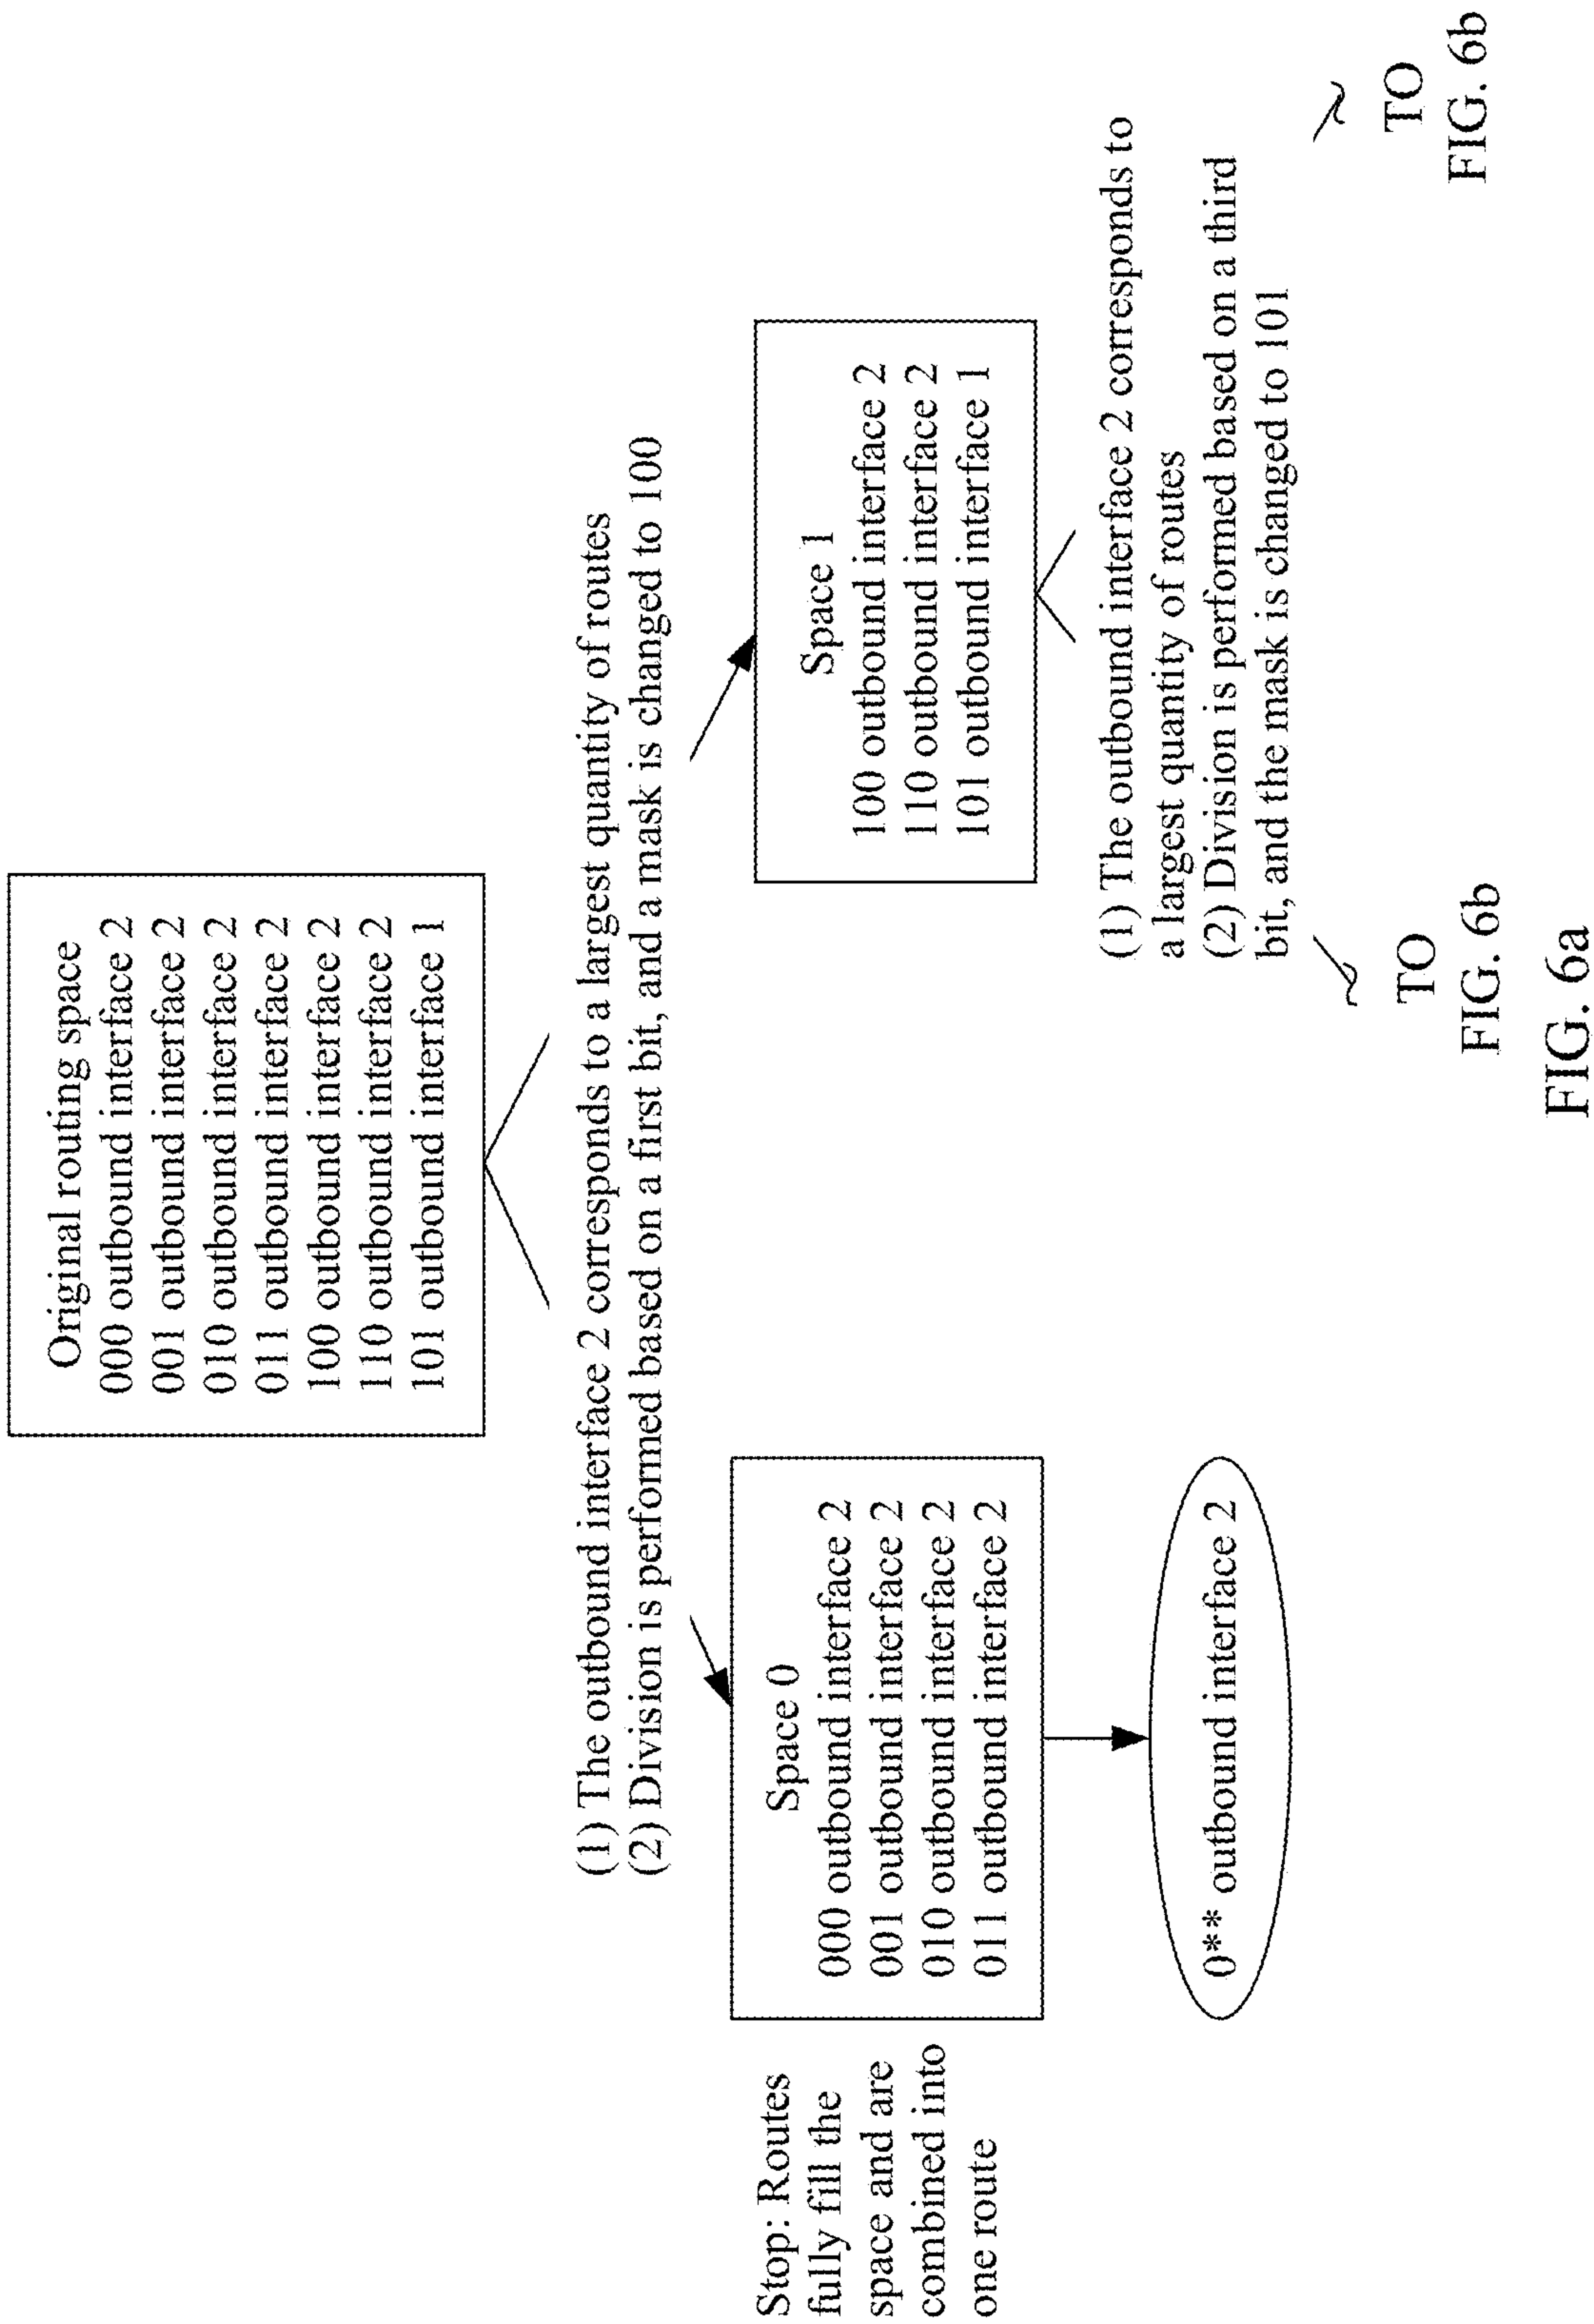 Original routing space
000 outbound interface 2
001 outbound interface 2
010 outbound interface 2
011 outbound interface 2
100 outbound interface 2
110 outbound interface 2
101 outbound interface 1
(1) The outbound interface 2 corresponds to a largest quantity of routes
(2) Division is performed based on a first bit, and a mask is changed to 100
Stop: Routes
fully fill the
space and are
combined into
one route
Space 0
000 outbound interface 2
001 outbound interface 2
010 outbound interface 2
011 outbound interface 2
0** outbound interface 2
Space 1
100 outbound interface 2
110 outbound interface 2
101 outbound interface 1
(1) The outbound interface 2 corresponds to
a largest quantity of routes
(2) Division is performed based on a third
bit, and the mask is changed to 101
TO
FIG. 6b
TO
FIG. 6b
FIG. 6a